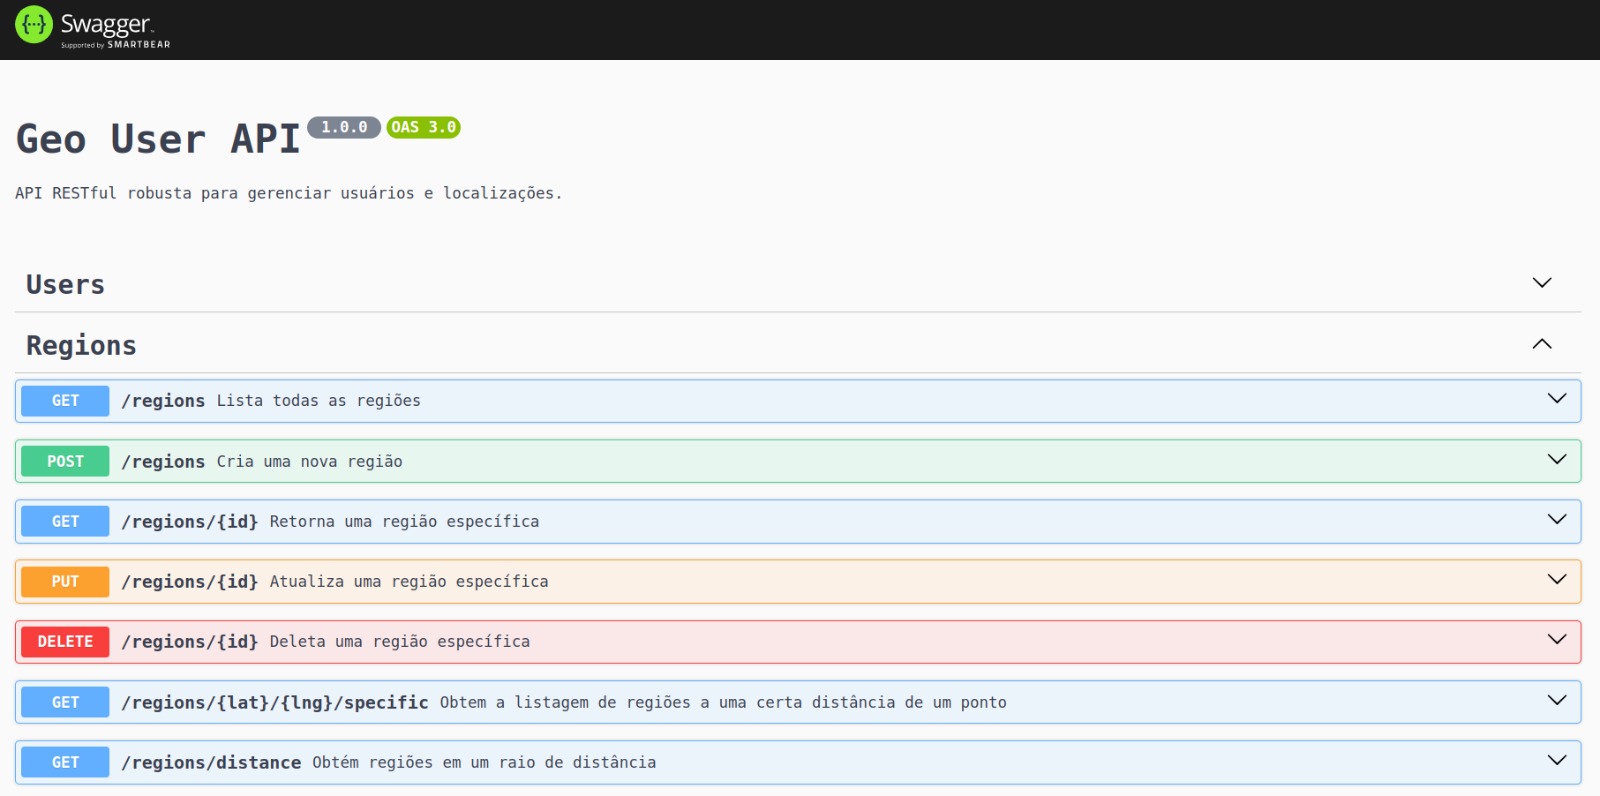 Swagger
Supported by SMARTBEAR
Geo User API 1.0.0 OAS 3.0
API RESTful robusta para gerenciar usuários e localizações.
Users
Regions
GET /regions Lista todas as regiões
POST /regions Cria uma nova região
GET /regions/{id} Retorna uma região específica
PUT /regions/{id} Atualiza uma região específica
DELETE /regions/{id} Deleta uma região específica
GET /regions/{lat}/{lng}/specific Obtem a listagem de regiões a uma certa distância de um ponto
GET /regions/distance Obtém regiões em um raio de distância